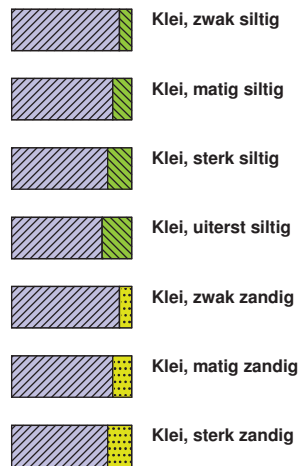 Klei, zwak siltig
Klei, matig siltig
Klei, sterk siltig
Klei, uiterst siltig
Klei, zwak zandig
Klei, matig zandig
Klei, sterk zandig